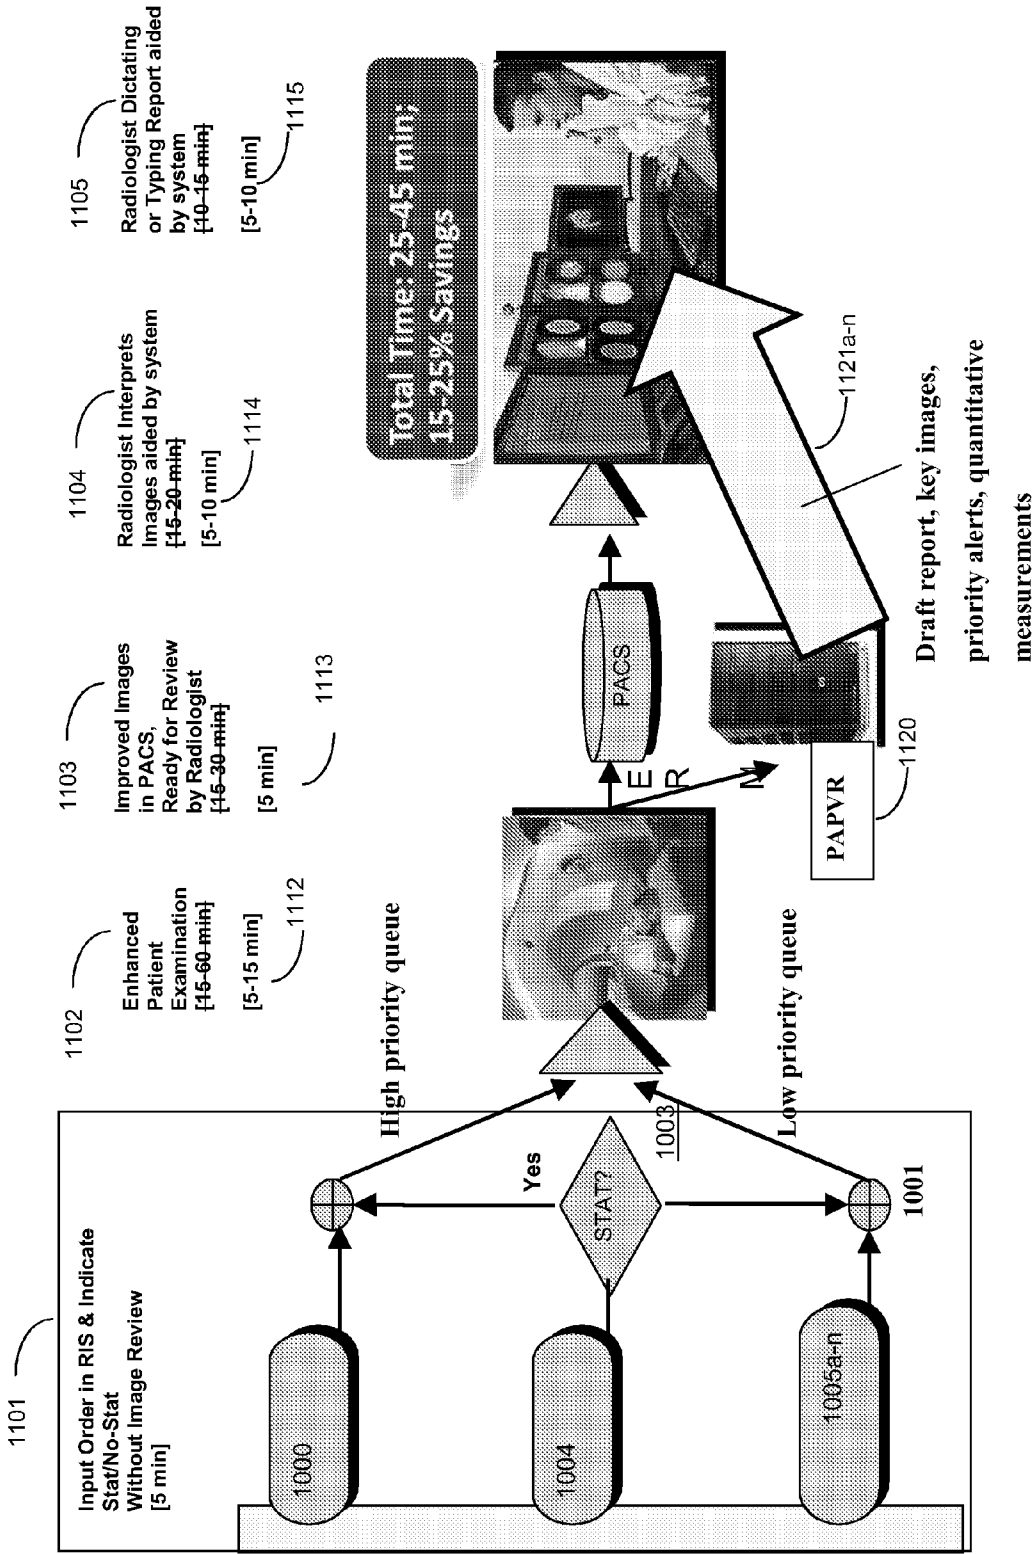 1101
Input Order in RIS & Indicate
Stat/No-Stat
Without Image Review
[5 min]
1102
Enhanced
Patient
Examination
[15-60 min]
[5-15 min]
1112
1103
Improved Images
in PACS,
Ready for Review
by Radiologist
[15-30 min]
[5 min]
1113
1104
Radiologist Interprets
Images aided by system
[15-20 min]
[5-10 min]
1114
1105
Radiologist Dictating
or Typing Report aided
by system
[10-15 min]
[5-10 min]
1115
Total Time: 25-45 min;
15-25% Savings
1000
1004
1005a-n
STAT?
Yes
1003
1001
High priority queue
Low priority queue
E
R
M
PACS
PAPVR
1120
1121a-n
Draft report, key images,
priority alerts, quantitative
measurements